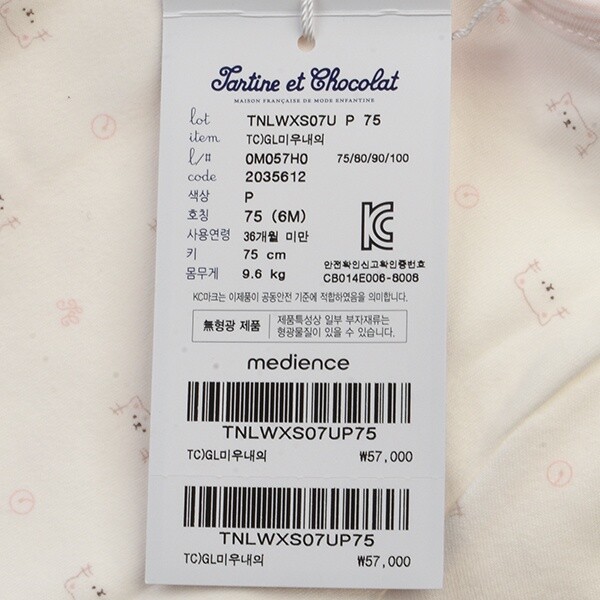 Tartine et Chocolat
MAISON FRANÇAISE DE MODE ENFANTINE
lot TNLWXS07U P 75
item TC)GL미우내의
l/# 0M057H0 75/80/90/100
code 2035612
색상 P
호칭 75 (6M)
사용연령 36개월 미만
키 75 cm
몸무게 9.6 kg
안전확인신고확인증번호
CB014E006-8008
KC마크는 이제품이 공동안전 기준에 적합하였음을 의미합니다.
無형광 제품 제품특성상 일부 부자재류는
형광물질이 있을 수 있습니다.
medience
TNLWXS07UP75
TC)GL미우내의 ₩57,000
TNLWXS07UP75
TC)GL미우내의 ₩57,000